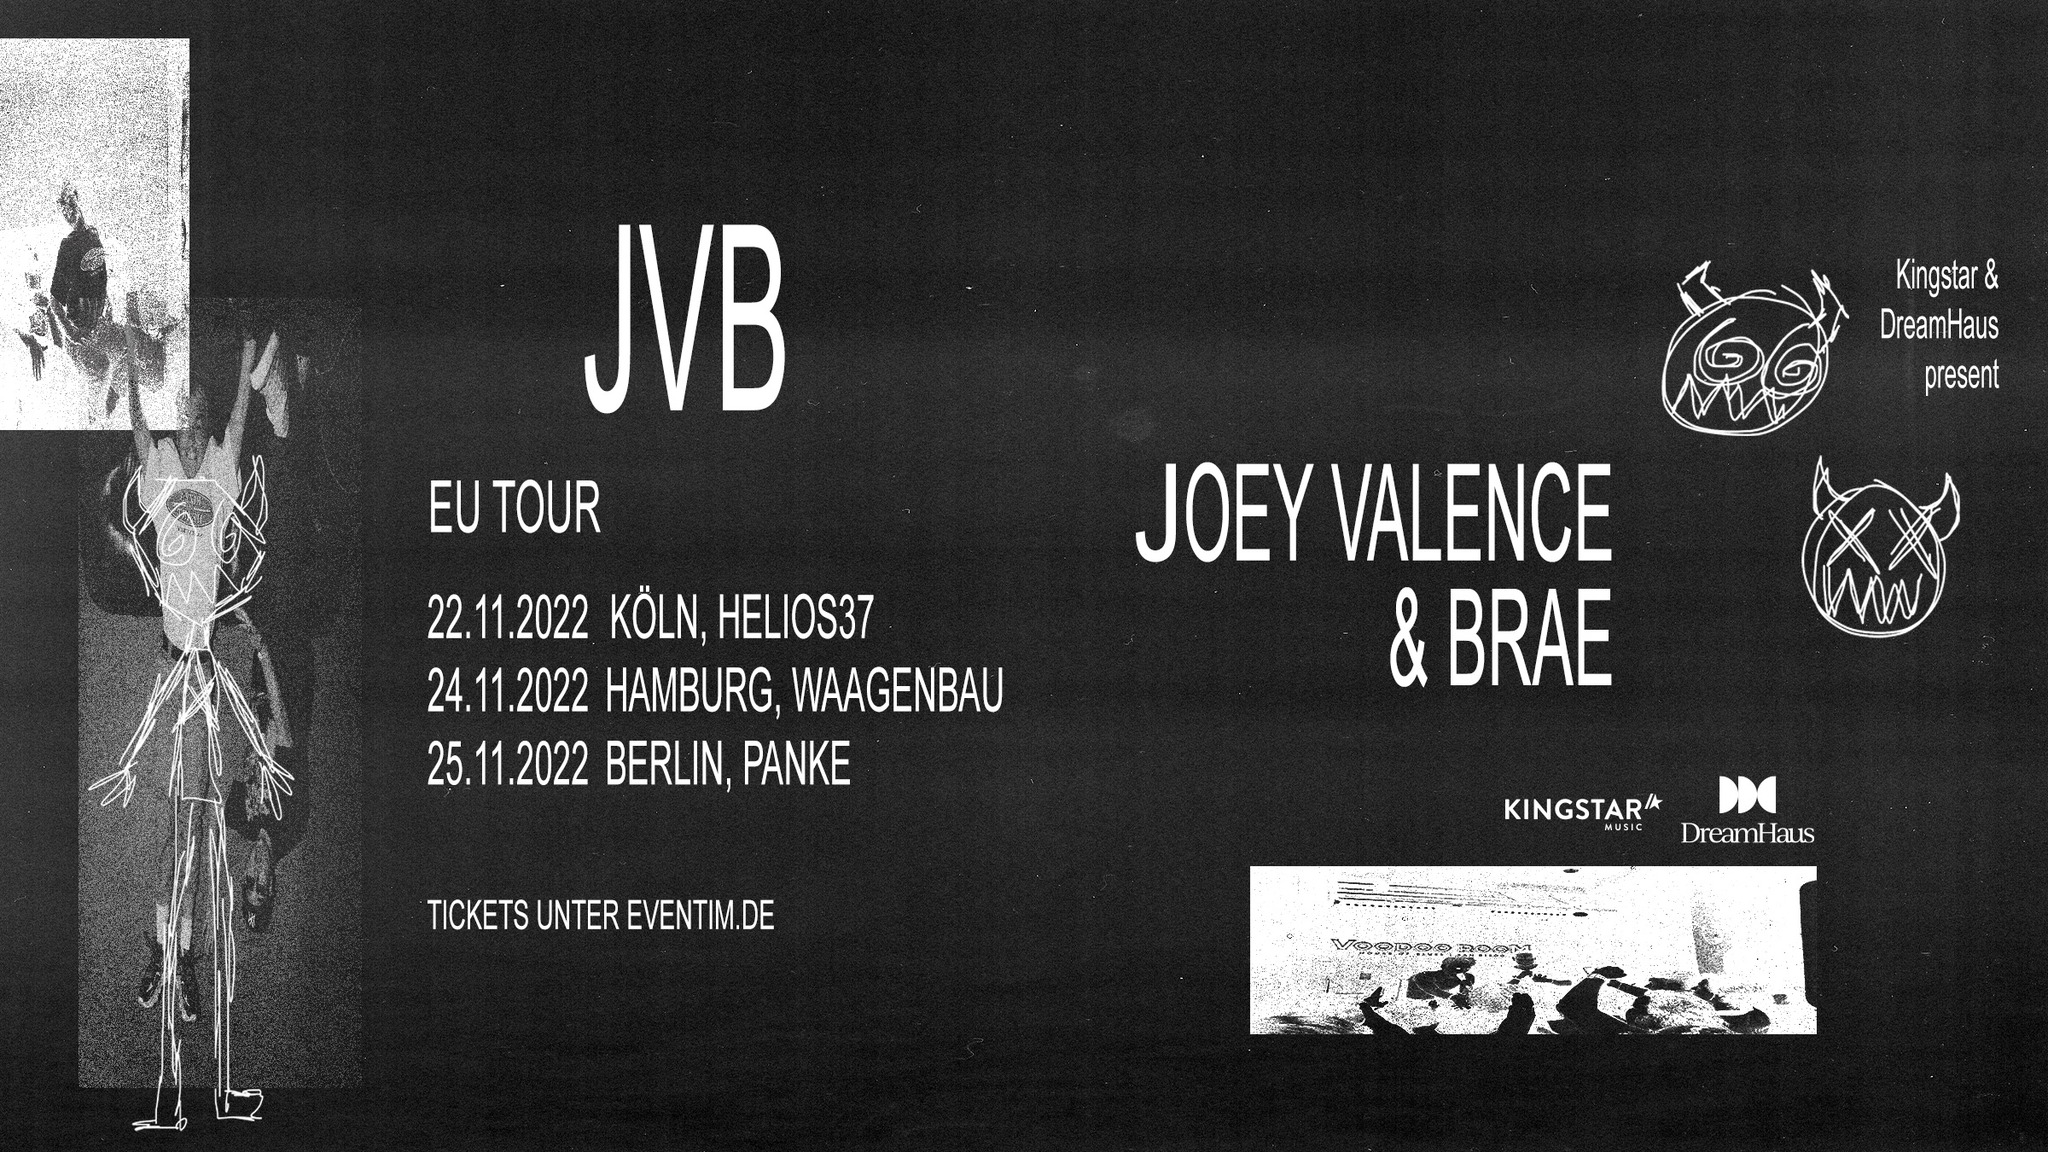 JVB
EU TOUR
22.11.2022 KÖLN, HELIOS37
24.11.2022 HAMBURG, WAAGENBAU
25.11.2022 BERLIN, PANKE
TICKETS UNTER EVENTIM.DE
Kingstar &
DreamHaus
present
JOEY VALENCE
& BRAE
KINGSTAR
MUSIC
DreamHaus
VOODOO ROOM